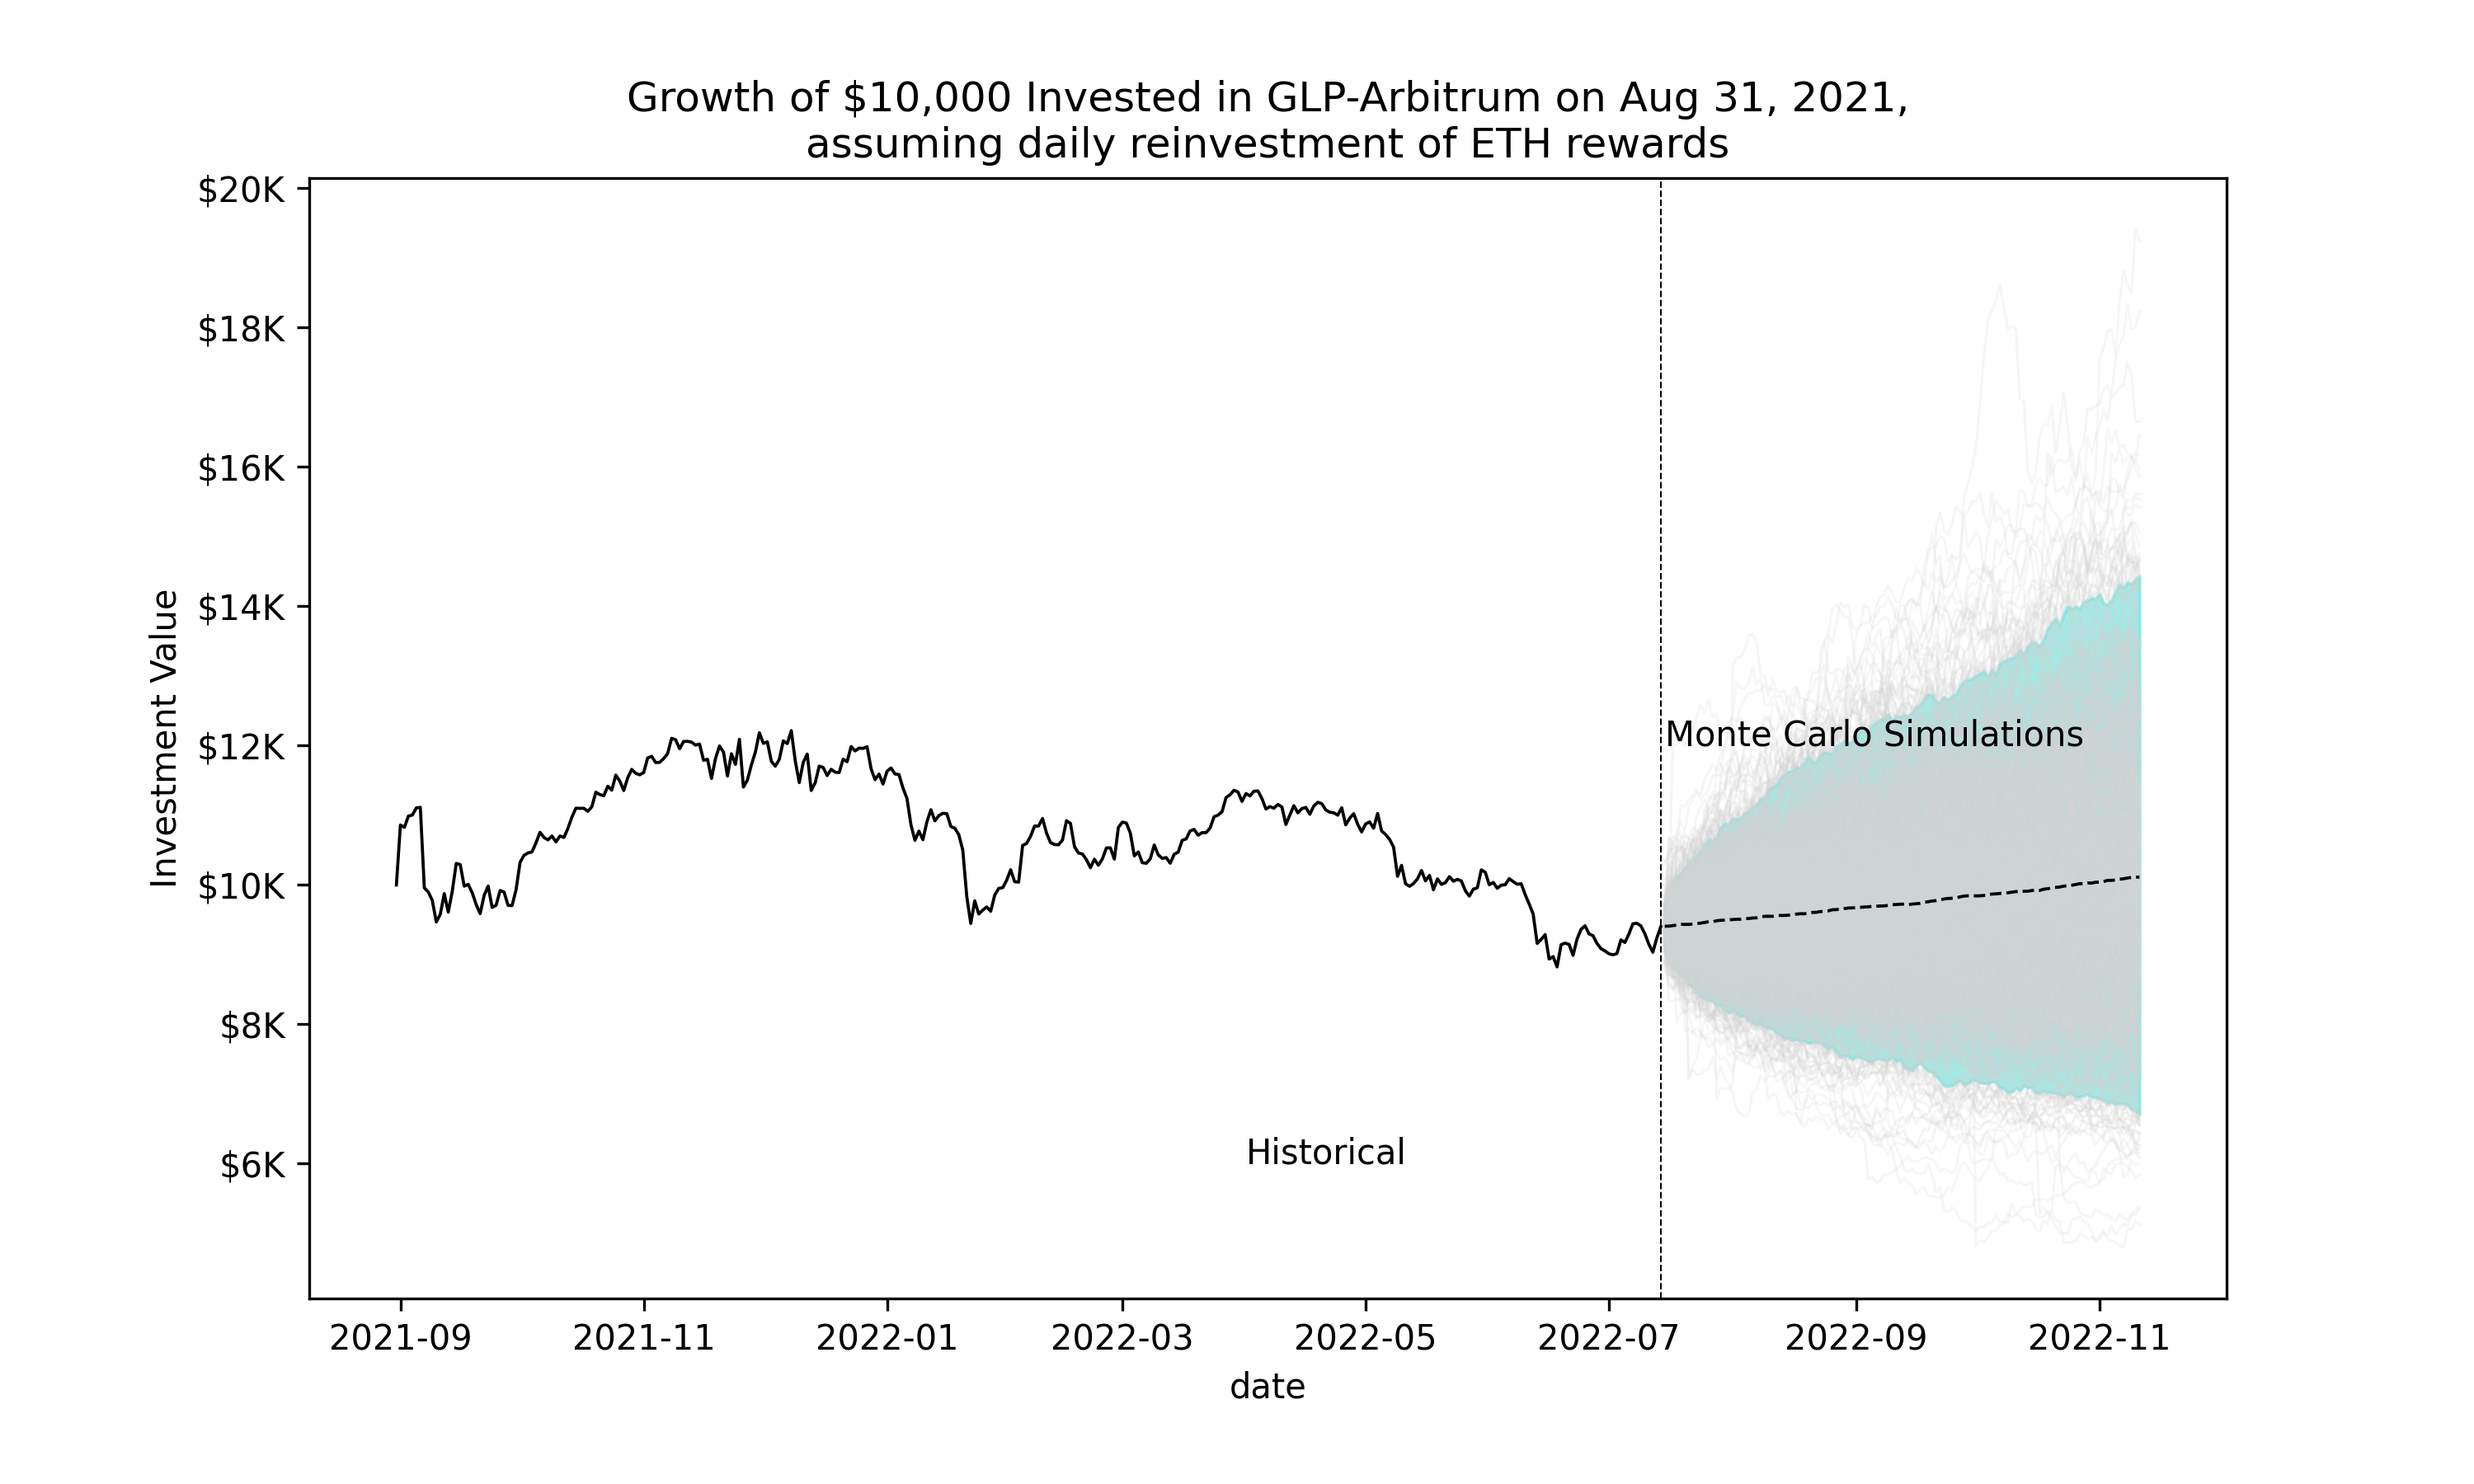 Growth of $10,000 Invested in GLP-Arbitrum on Aug 31, 2021,
assuming daily reinvestment of ETH rewards
Investment Value
$20K
$18K
$16K
$14K
$12K
$10K
$8K
$6K
Monte Carlo Simulations
Historical
2021-09
2021-11
2022-01
2022-03
2022-05
2022-07
2022-09
2022-11
date